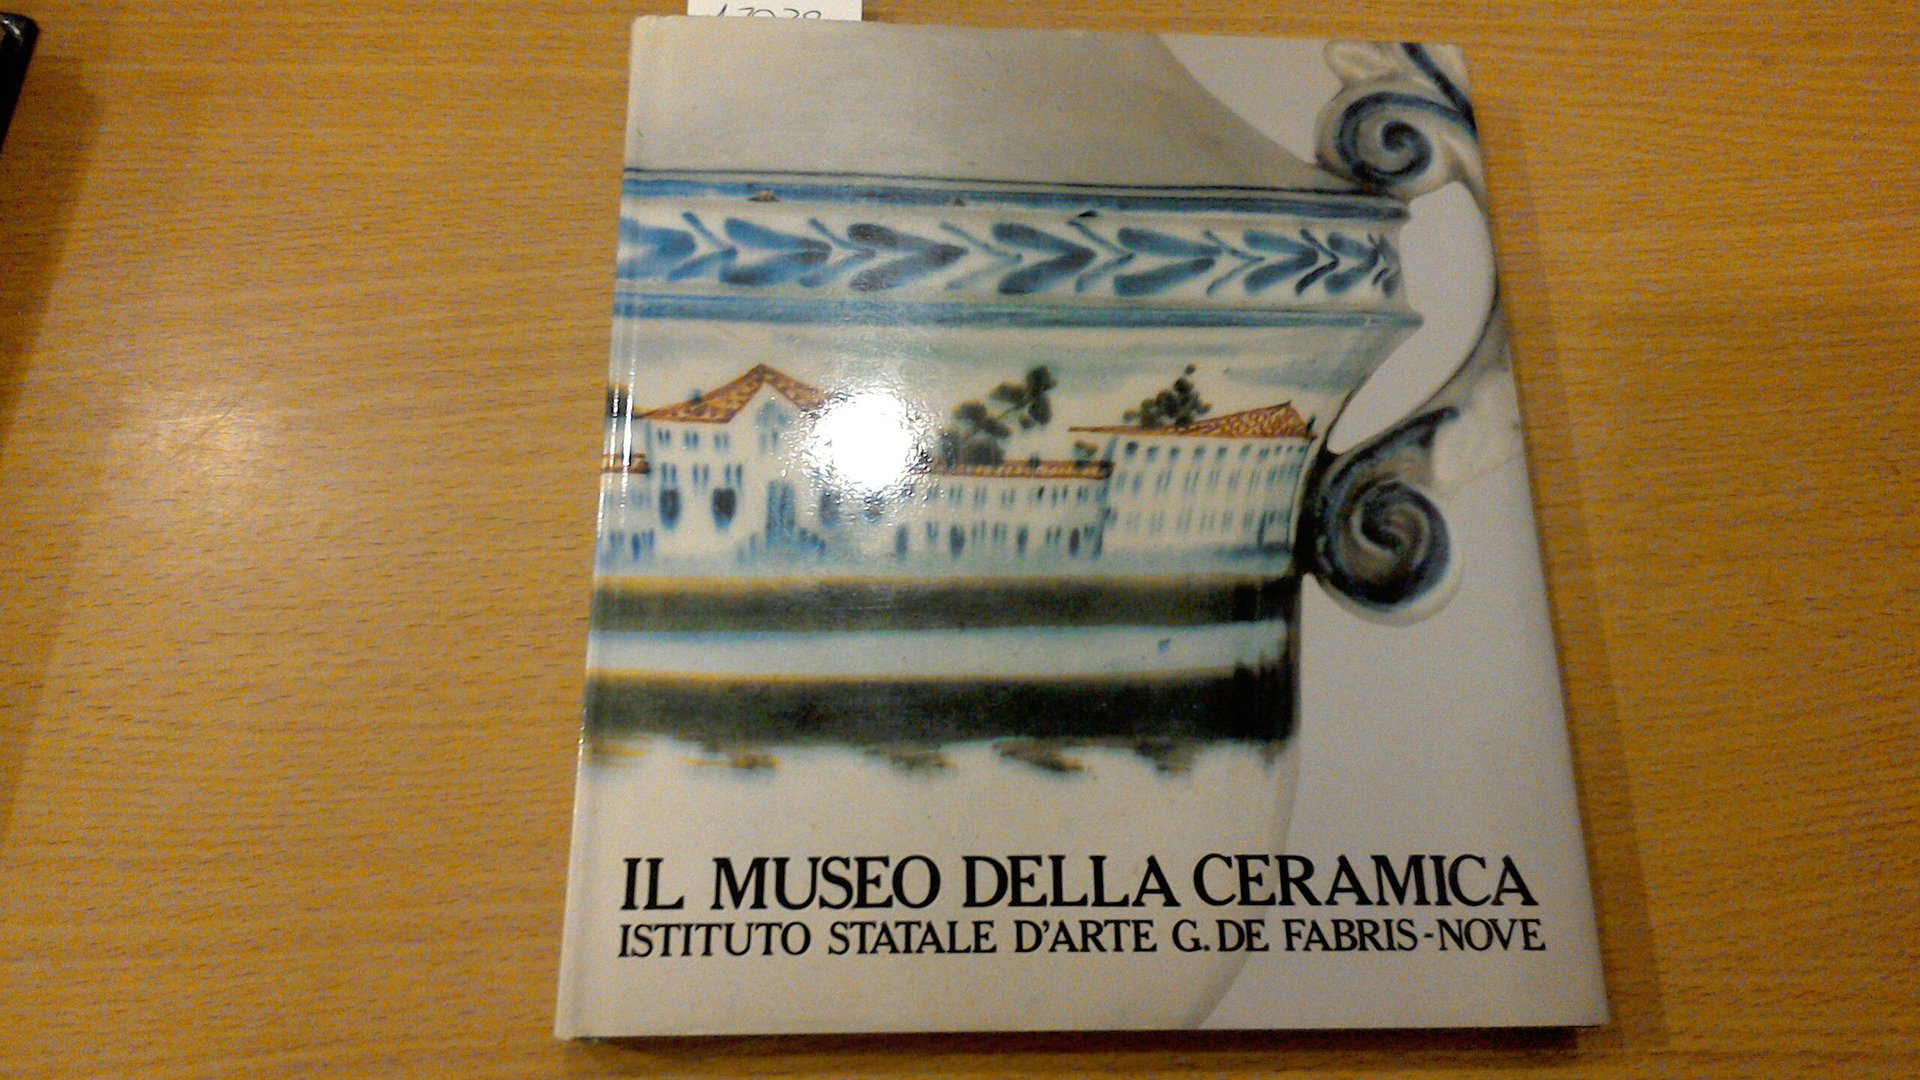 IL MUSEO DELLA CERAMICA
ISTITUTO STATALE D'ARTE G. DE FABRIS-NOVE